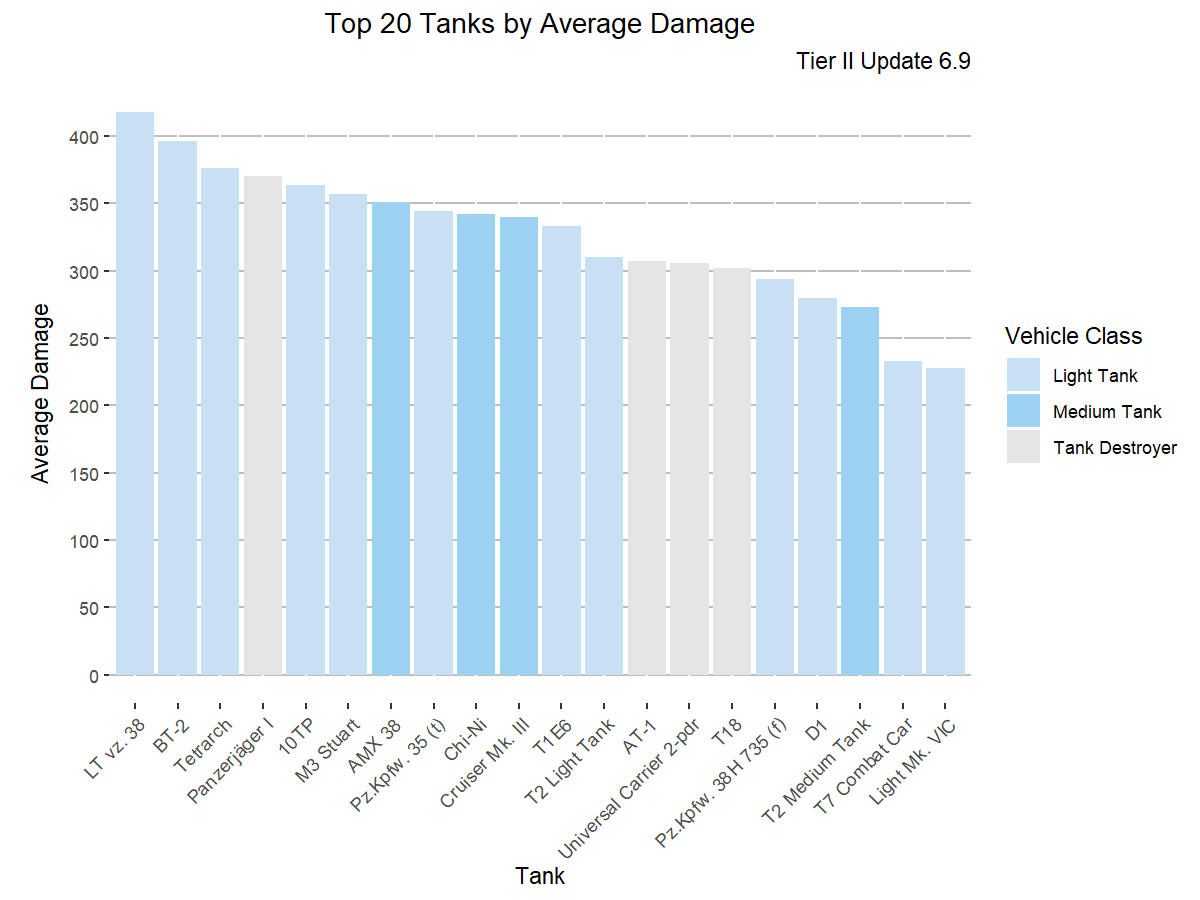 Top 20 Tanks by Average Damage
Tier II Update 6.9
Average Damage
400
350
300
250
200
150
100
50
0
LT vz. 38
BT-2
Tetrarch
Panzerjäger I
10TP
M3 Stuart
AMX 38
Pz.Kpfw. 35 (t)
Chi-Ni
Cruiser Mk. III
T1E6
T2 Light Tank
AT-1
Universal Carrier 2-pdr
T18
Pz.Kpfw. 38H 735 (f)
D1
T2 Medium Tank
T7 Combat Car
Light Mk. VIC
Tank
Vehicle Class
Light Tank
Medium Tank
Tank Destroyer